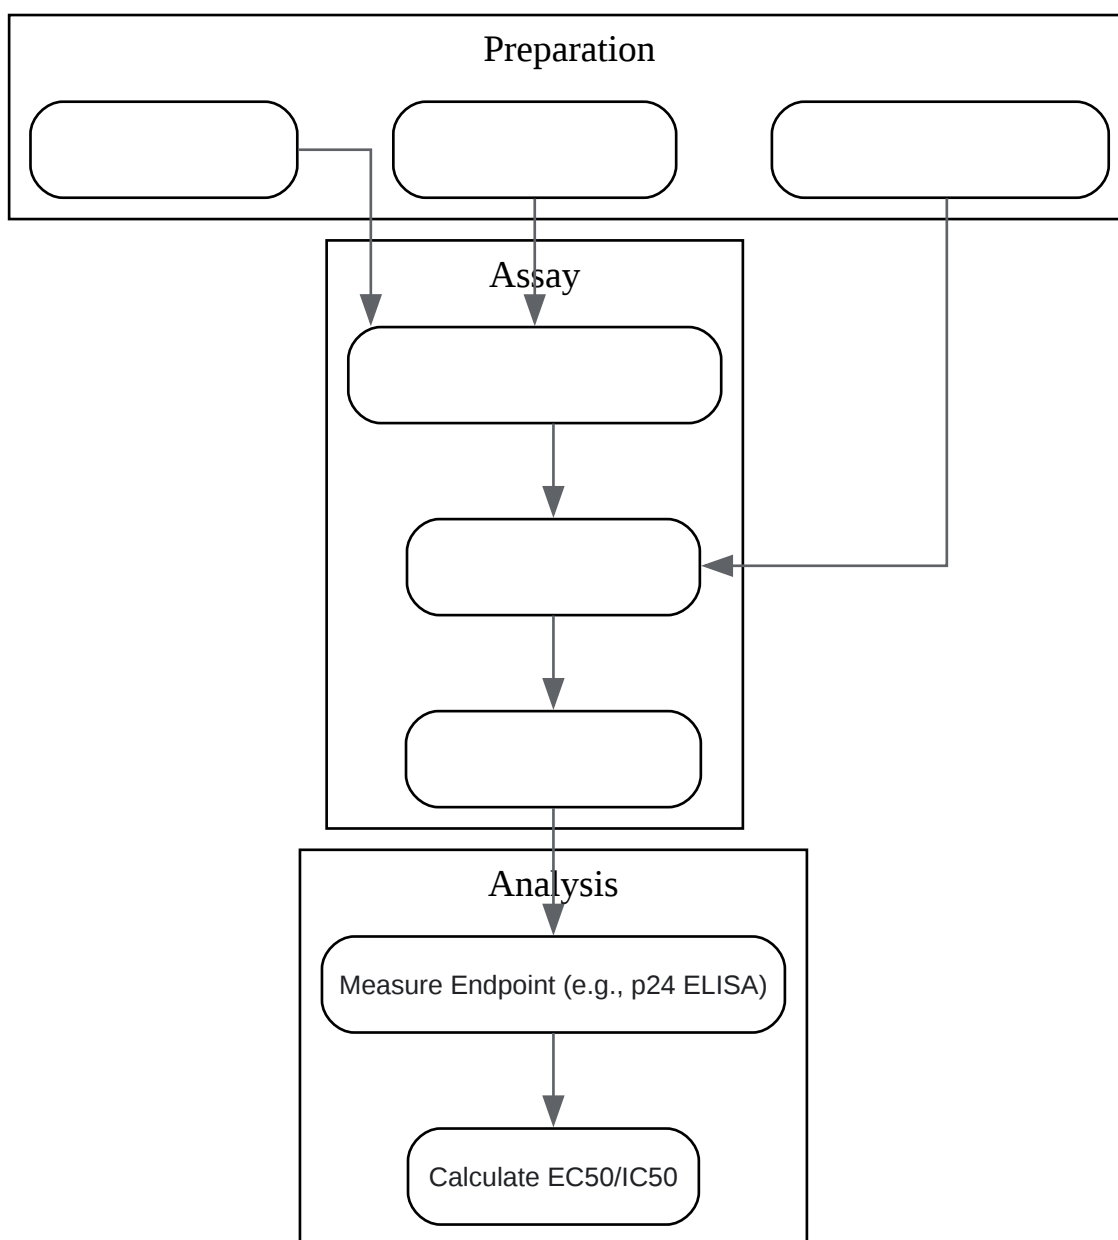 Preparation
Assay
Analysis
Measure Endpoint (e.g., p24 ELISA)
Calculate EC50/IC50